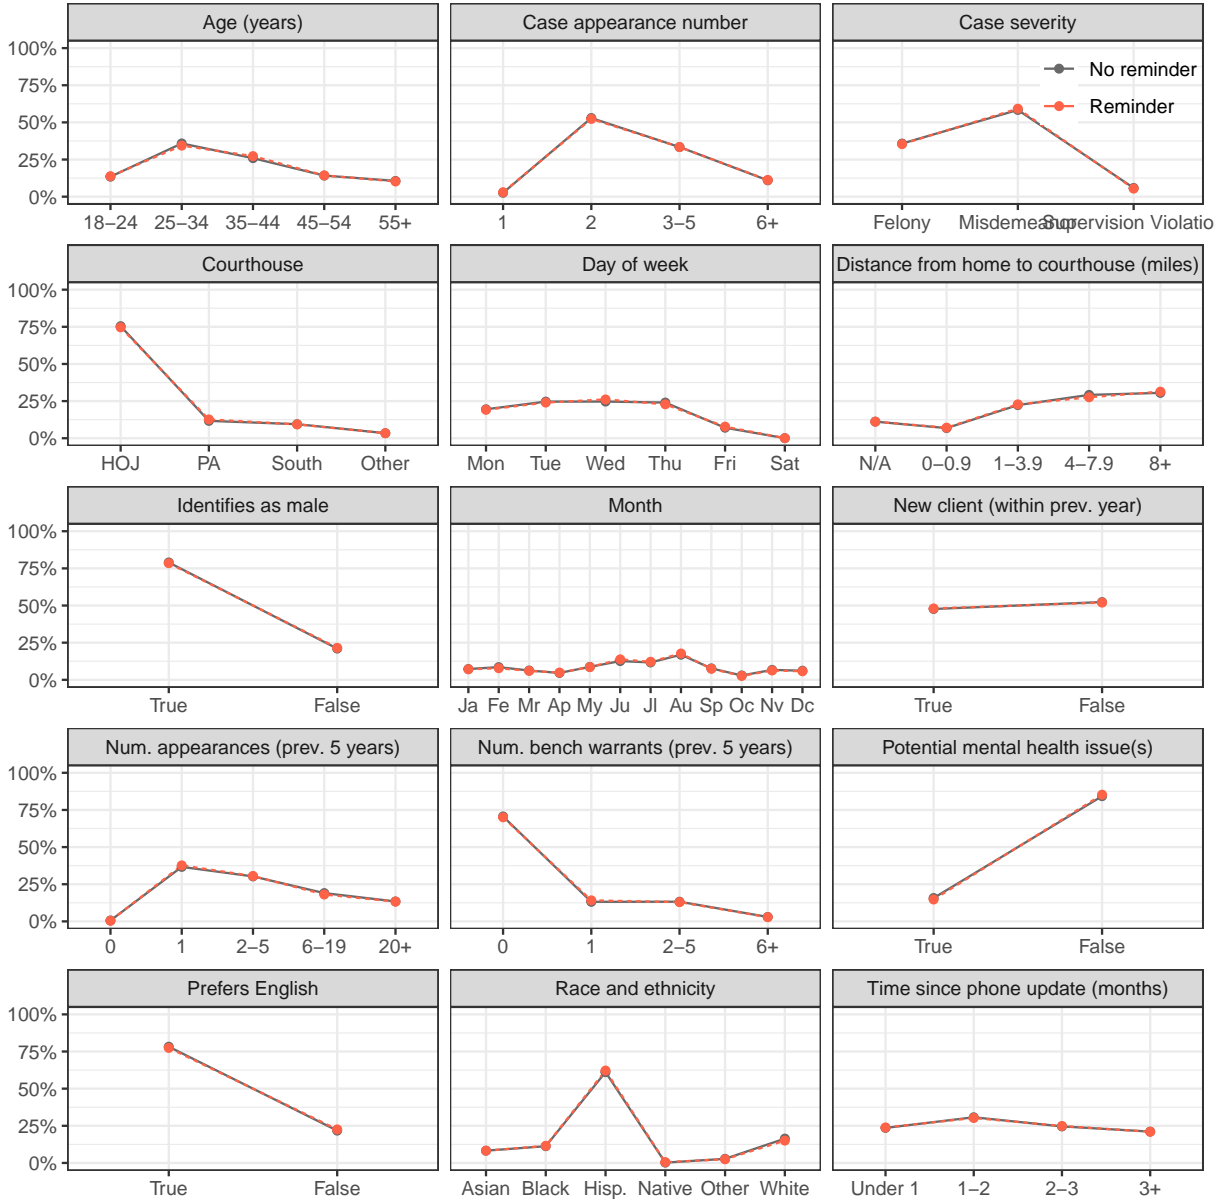 Age (years)
Case appearance number
Case severity
100%
75%
50%
25%
0%
No reminder
Reminder
18–24 25–34 35–44 45–54 55+
1 2 3–5 6+
Felony Misdemeanor Supervision Violatio
Courthouse
Day of week
Distance from home to courthouse (miles)
100%
75%
50%
25%
0%
HOJ PA South Other
Mon Tue Wed Thu Fri Sat
N/A 0–0.9 1–3.9 4–7.9 8+
Identifies as male
Month
New client (within prev. year)
100%
75%
50%
25%
0%
True False
Ja Fe Mr Ap My Ju Jl Au Sp Oc Nv Dc
True False
Num. appearances (prev. 5 years)
Num. bench warrants (prev. 5 years)
Potential mental health issue(s)
100%
75%
50%
25%
0%
0 1 2–5 6–19 20+
0 1 2–5 6+
True False
Prefers English
Race and ethnicity
Time since phone update (months)
100%
75%
50%
25%
0%
True False
Asian Black Hisp. Native Other White
Under 1 1–2 2–3 3+